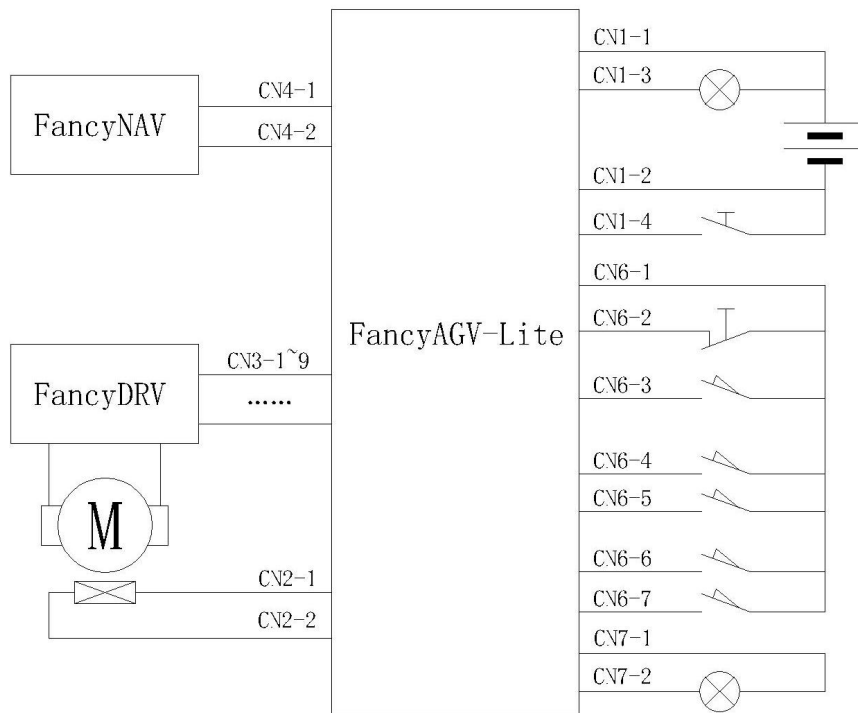 FancyNAV
CN4-1
CN4-2
FancyDRV
CN3-1~9
......
M
CN2-1
CN2-2
FancyAGV-Lite
CN1-1
CN1-3
CN1-2
CN1-4
CN6-1
CN6-2
CN6-3
CN6-4
CN6-5
CN6-6
CN6-7
CN7-1
CN7-2